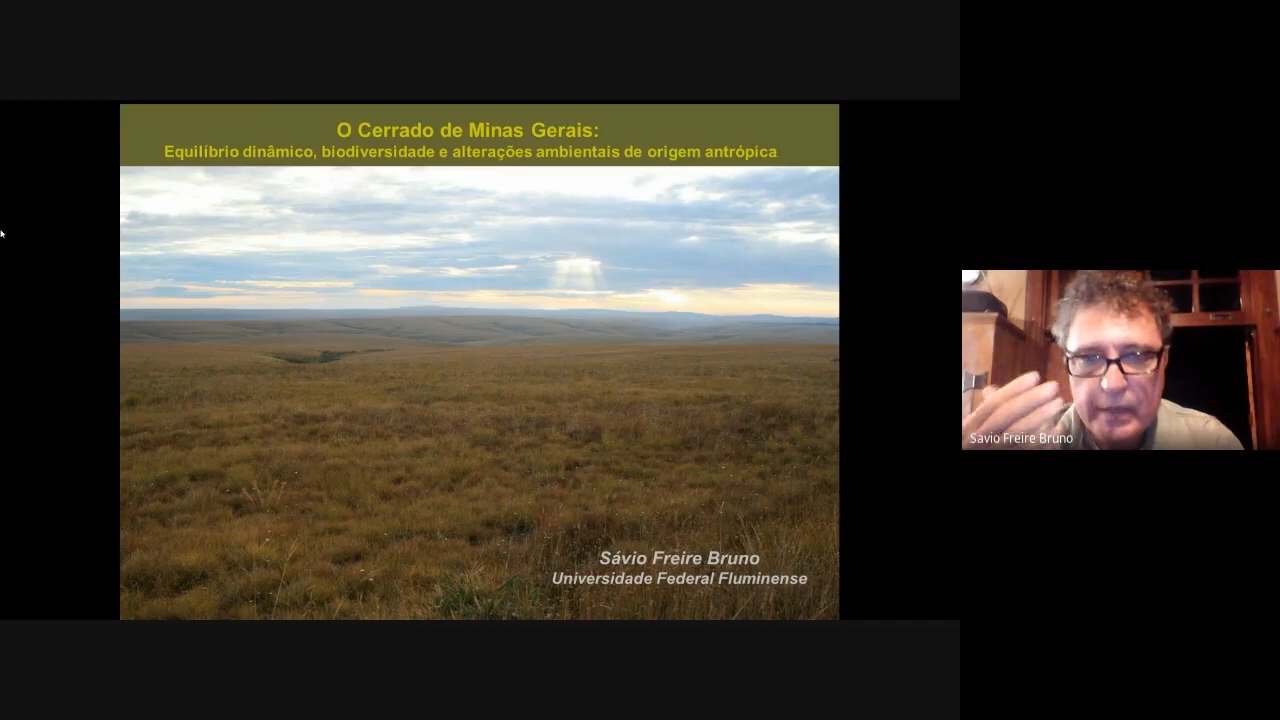 O Cerrado de Minas Gerais:
Equilíbrio dinâmico, biodiversidade e alterações ambientais de origem antrópica
Sávio Freire Bruno
Universidade Federal Fluminense
Savio Freire Bruno